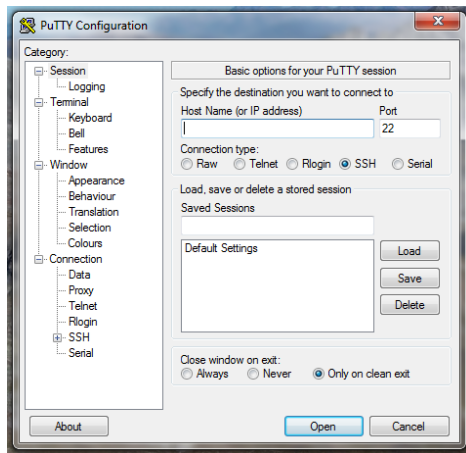 PuTTY Configuration
Category:
Session
Logging
Terminal
Keyboard
Bell
Features
Window
Appearance
Behaviour
Translation
Selection
Colours
Connection
Data
Proxy
Telnet
Rlogin
SSH
Serial
Basic options for your PuTTY session
Specify the destination you want to connect to
Host Name (or IP address) Port
22
Connection type:
Raw Telnet Rlogin SSH Serial
Load, save or delete a stored session
Saved Sessions
Default Settings
Load
Save
Delete
Close window on exit:
Always Never Only on clean exit
About Open Cancel